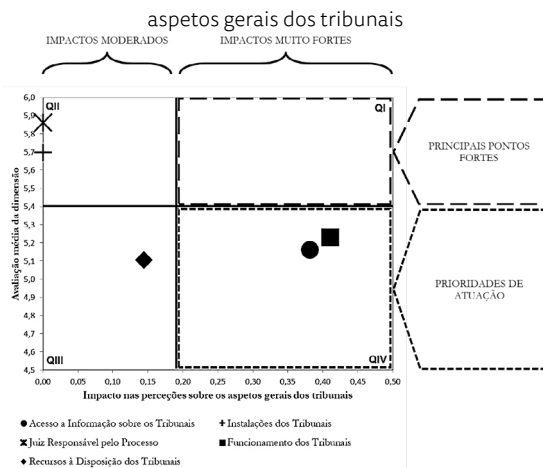 aspetos gerais dos tribunais
IMPACTOS MODERADOS
IMPACTOS MUITO FORTES
6,0
5,9
5,8
5,7
5,6
5,5
5,4
5,3
5,2
5,1
5,0
4,9
4,8
4,7
4,6
4,5
Avaliação média da dimensão
QII
QI
QIII
QIV
PRINCIPAIS PONTOS
FORTES
PRIORIDADES DE
ATUAÇÃO
0,00 0,05 0,10 0,15 0,20 0,25 0,30 0,35 0,40 0,45 0,50
Impacto nas perceções sobre os aspetos gerais dos tribunais
Acesso a Informação sobre os Tribunais
Instalações dos Tribunais
Juiz Responsável pelo Processo
Funcionamento dos Tribunais
Recursos à Disposição dos Tribunais